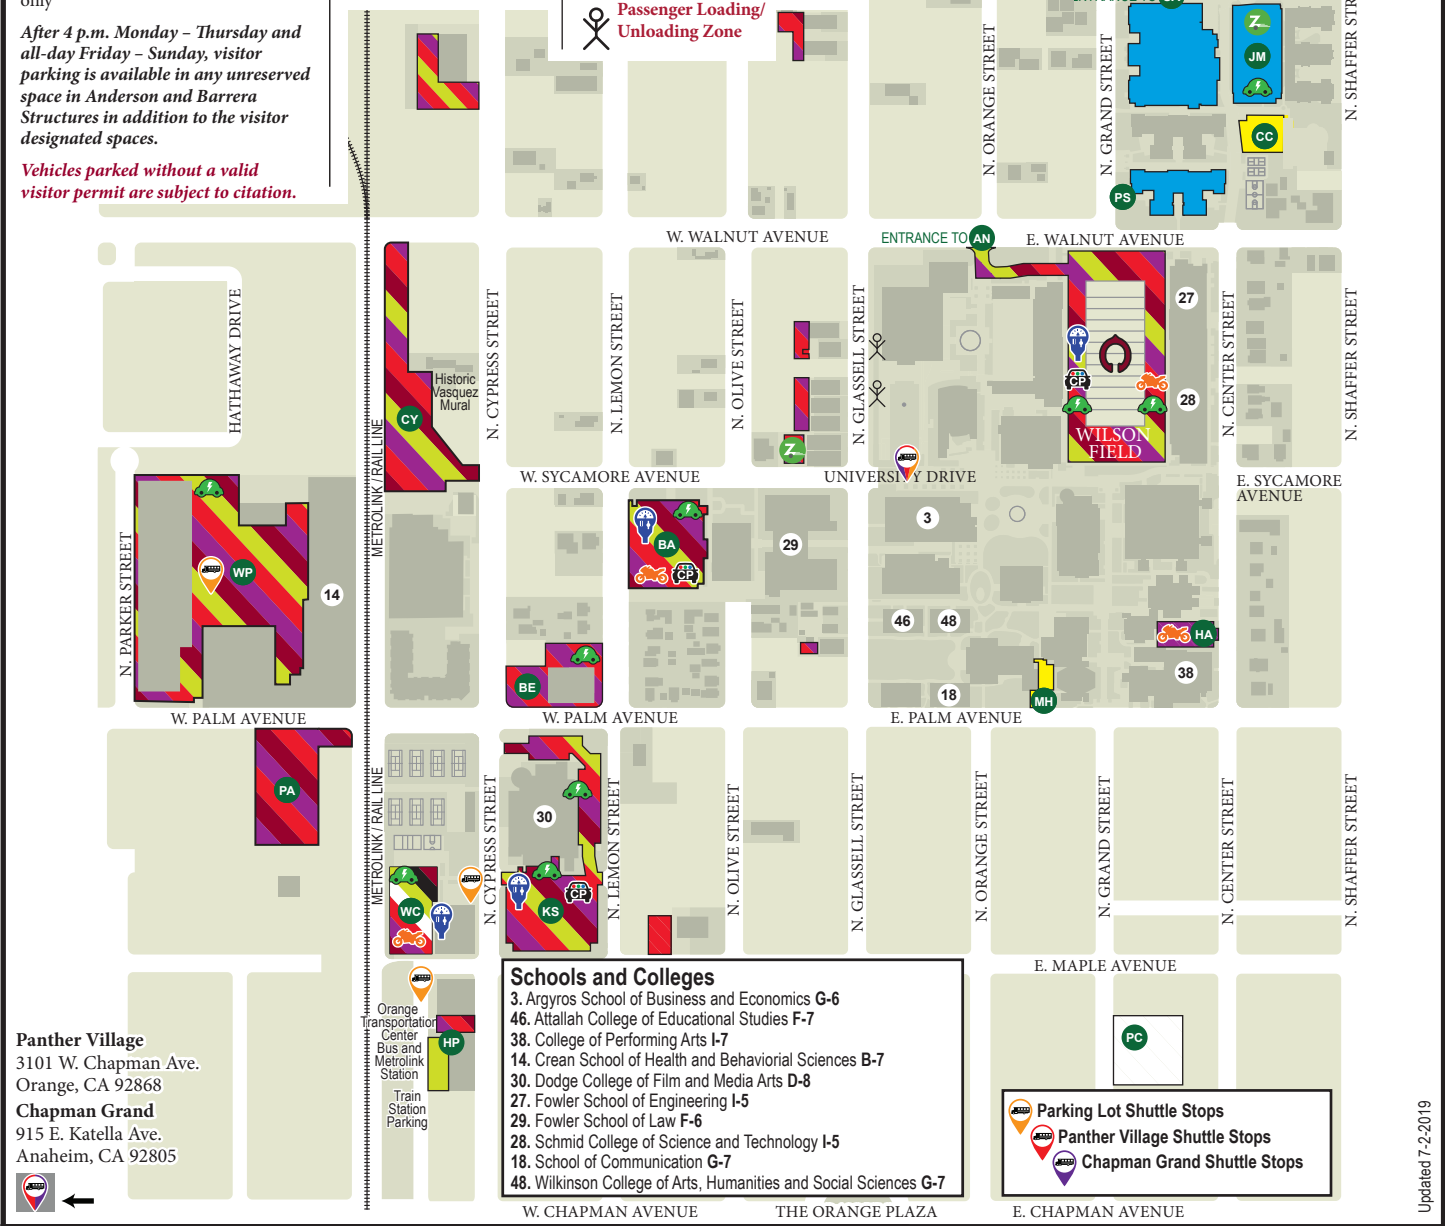 only
After 4 p.m. Monday – Thursday and
all-day Friday – Sunday, visitor
parking is available in any unreserved
space in Anderson and Barrera
Structures in addition to the visitor
designated spaces.
Vehicles parked without a valid
visitor permit are subject to citation.
Passenger Loading/
Unloading Zone
N. ORANGE STREET
N. GRAND STREET
N. SHAFFER STR
Z
JM
CC
PS
W. WALNUT AVENUE
ENTRANCE TO AN
E. WALNUT AVENUE
HATHAWAY DRIVE
METROLINK / RAIL LINE
Historic
Vasquez
Mural
CY
N. CYPRESS STREET
N. LEMON STREET
N. OLIVE STREET
N. GLASSELL STREET
Z
27
CP
28
WILSON
FIELD
N. CENTER STREET
N. SHAFFER STREET
W. SYCAMORE AVENUE
UNIVERSITY DRIVE
E. SYCAMORE
AVENUE
N. PARKER STREET
WP
14
BA
CP
29
3
46
48
HA
38
BE
18
MH
W. PALM AVENUE
W. PALM AVENUE
E. PALM AVENUE
PA
METROLINK / RAIL LINE
N. CYPRESS STREET
30
N. LEMON STREET
N. OLIVE STREET
N. GLASSELL STREET
N. ORANGE STREET
N. GRAND STREET
N. CENTER STREET
N. SHAFFER STREET
WC
KS
CP
E. MAPLE AVENUE
Orange
Transportation
Center
Bus and
Metrolink
Station
HP
Train
Station
Parking
PC
Schools and Colleges
3. Argyros School of Business and Economics G-6
46. Attallah College of Educational Studies F-7
38. College of Performing Arts I-7
14. Crean School of Health and Behaviorial Sciences B-7
30. Dodge College of Film and Media Arts D-8
27. Fowler School of Engineering I-5
29. Fowler School of Law F-6
28. Schmid College of Science and Technology I-5
18. School of Communication G-7
48. Wilkinson College of Arts, Humanities and Social Sciences G-7
Parking Lot Shuttle Stops
Panther Village Shuttle Stops
Chapman Grand Shuttle Stops
Panther Village
3101 W. Chapman Ave.
Orange, CA 92868
Chapman Grand
915 E. Katella Ave.
Anaheim, CA 92805
W. CHAPMAN AVENUE
THE ORANGE PLAZA
E. CHAPMAN AVENUE
Updated 7-2-2019